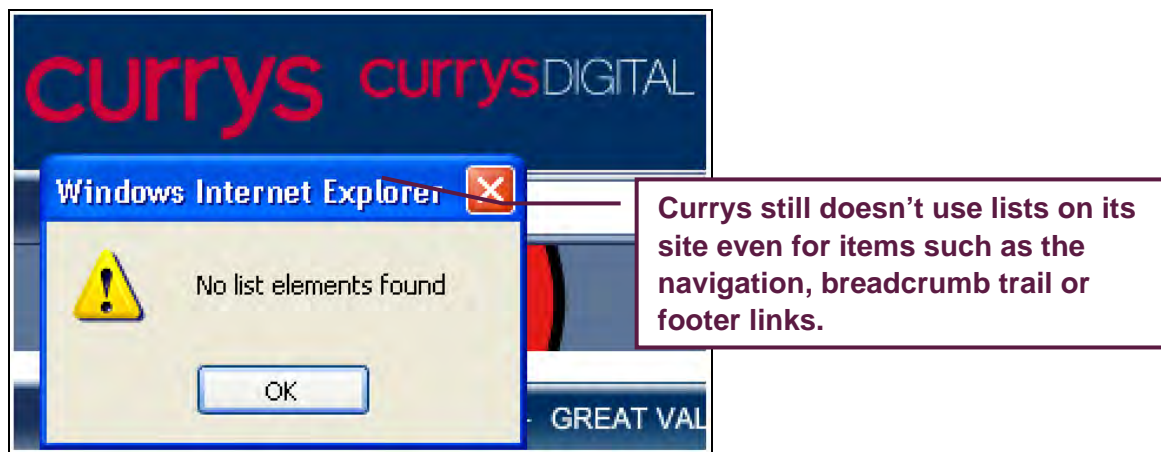 currys currysDIGITAL
Windows Internet Explorer
No list elements found
OK
GREAT VAL
Currys still doesn’t use lists on its
site even for items such as the
navigation, breadcrumb trail or
footer links.